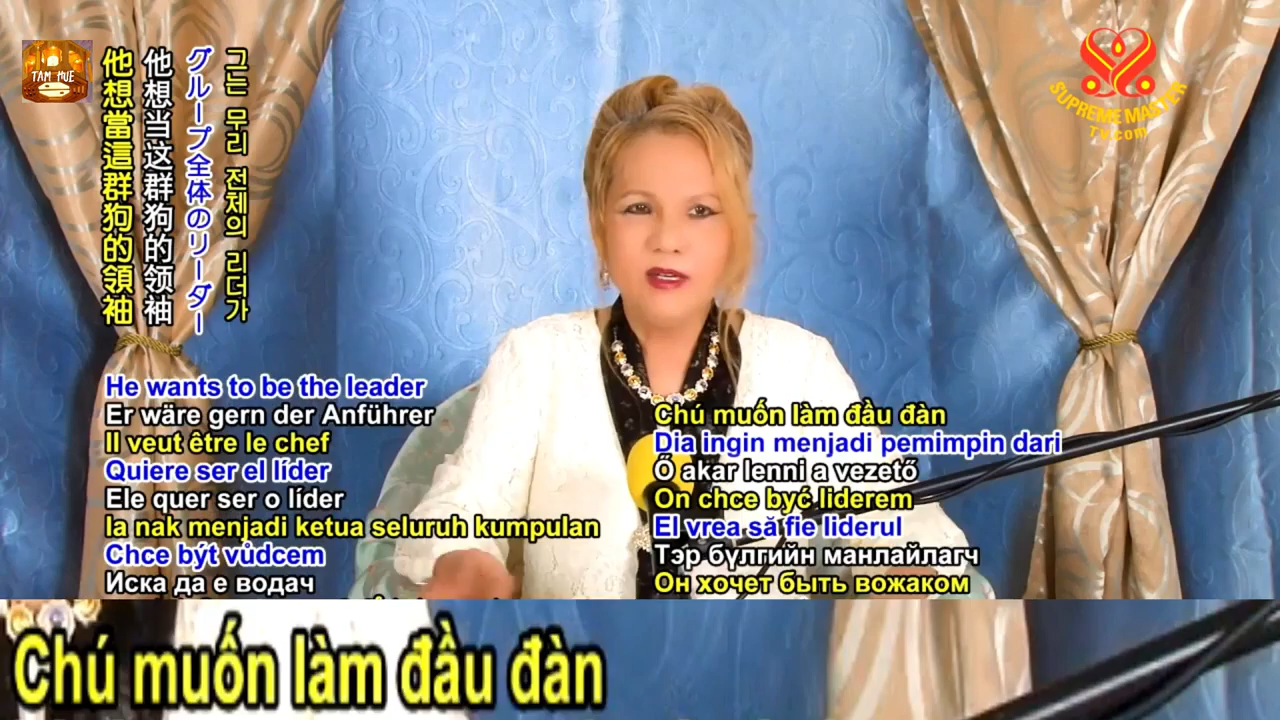 TAM HUE
他想當這群狗的領袖
他想当这群狗的领袖
グループ全体のリーダー
그는 무리 전체의 리더가
SUPREME MASTER
TV.com
He wants to be the leader
Er wäre gern der Anführer
Il veut être le chef
Quiere ser el líder
Ele quer ser o líder
Ia nak menjadi ketua seluruh kumpulan
Chce být vůdcem
Иска да е водач
Chú muốn làm đầu đàn
Dia ingin menjadi pemimpin dari
Ő akar lenni a vezető
On chce być liderem
El vrea să fie liderul
Тэр бүлгийн манлайлагч
Он хочет быть вожаком
Chú muốn làm đầu đàn